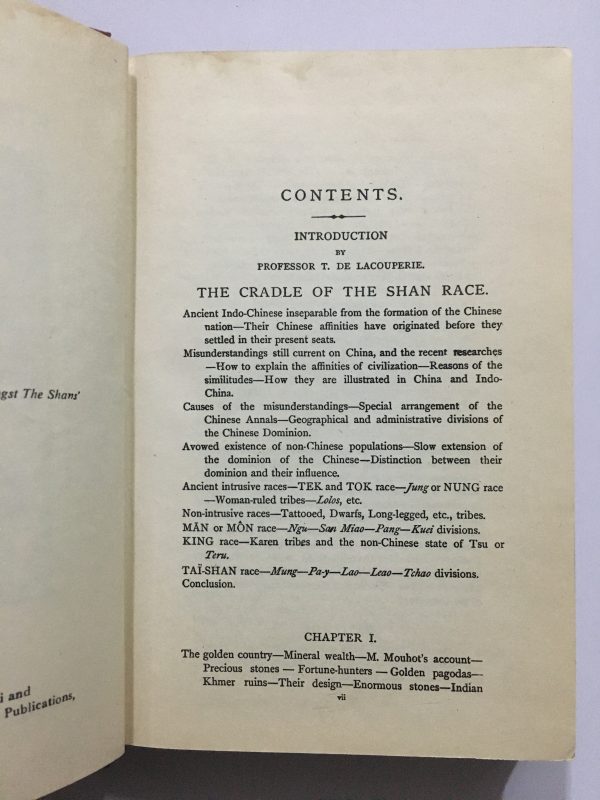 ngst The Shans'
i and
Publications,
CONTENTS.
INTRODUCTION
BY
PROFESSOR T. DE LACOUPERIE.
THE CRADLE OF THE SHAN RACE.
Ancient Indo-Chinese inseparable from the formation of the Chinese
nation—Their Chinese affinities have originated before they
settled in their present seats.
Misunderstandings still current on China, and the recent researches
—How to explain the affinities of civilization—Reasons of the
similitudes—How they are illustrated in China and Indo-
China.
Causes of the misunderstandings—Special arrangement of the
Chinese Annals—Geographical and administrative divisions of
the Chinese Dominion.
Avowed existence of non-Chinese populations—Slow extension of
the dominion of the Chinese—Distinction between their
dominion and their influence.
Ancient intrusive races—TEK and TOK race—Jung or NUNG race
—Woman-ruled tribes—Lolos, etc.
Non-intrusive races—Tattooed, Dwarfs, Long-legged, etc., tribes.
MĀN or MÔN race—Ngu—San Miao—Pang—Kuei divisions.
KING race—Karen tribes and the non-Chinese state of Tsu or
Teru.
TAÏ-SHAN race—Mung—Pa-y—Lao—Leao—Tchao divisions.
Conclusion.
CHAPTER I.
The golden country—Mineral wealth—M. Mouhot's account—
Precious stones — Fortune-hunters — Golden pagodas—
Khmer ruins—Their design—Enormous stones—Indian
vii